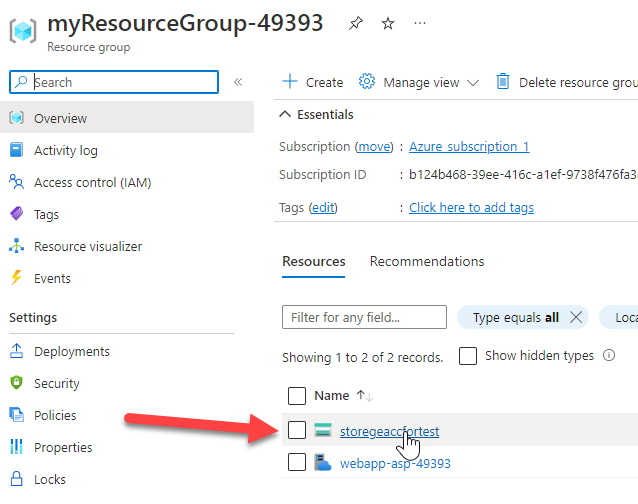 myResourceGroup-49393
Resource group
Search
Overview
Activity log
Access control (IAM)
Tags
Resource visualizer
Events
Settings
Deployments
Security
Policies
Properties
Locks
Create
Manage view
Delete resource grou
Essentials
Subscription (move) : Azure subscription 1
Subscription ID : b124b468-39ee-416c-a1ef-9738f476fa3
Tags (edit) : Click here to add tags
Resources Recommendations
Filter for any field...
Type equals all
Loca
Showing 1 to 2 of 2 records.
Show hidden types
Name
storegeaccfortest
webapp-asp-49393